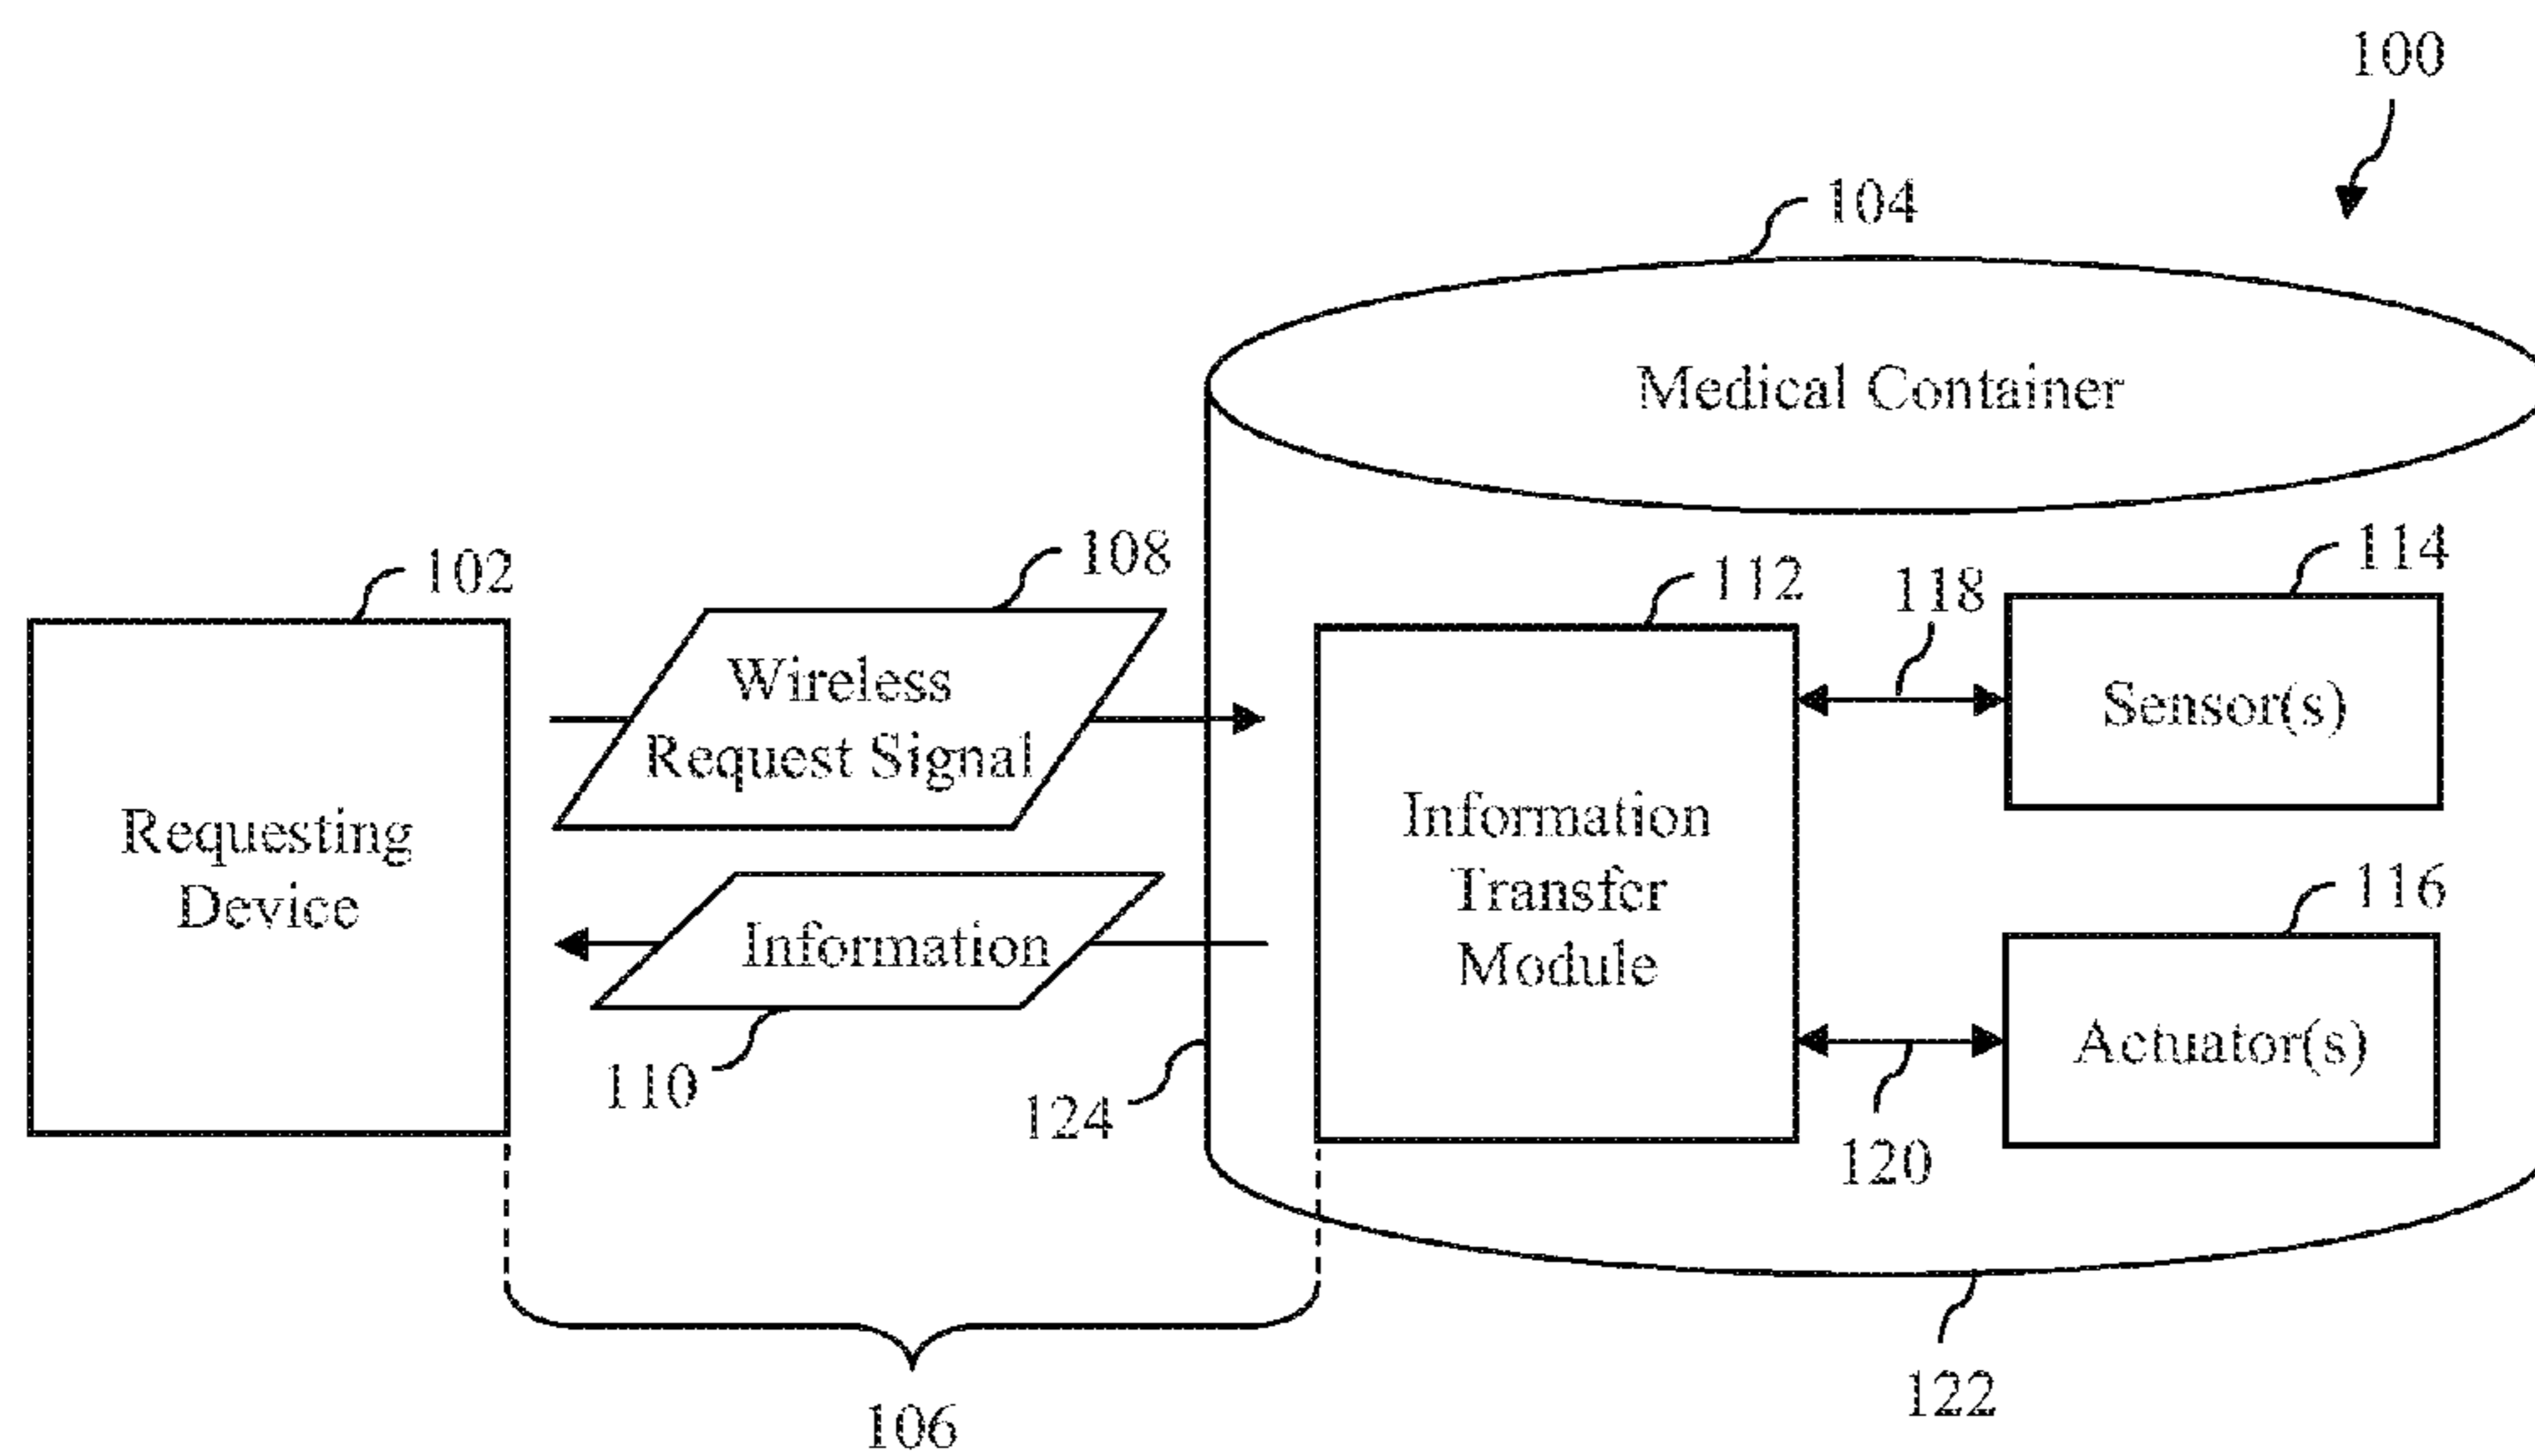 100
104
Medical Container
102
108
112
118
114
Wireless
Request Signal
Sensor(s)
Requesting
Device
Information
Transfer
Module
Information
116
Actuator(s)
110
124
120
122
106